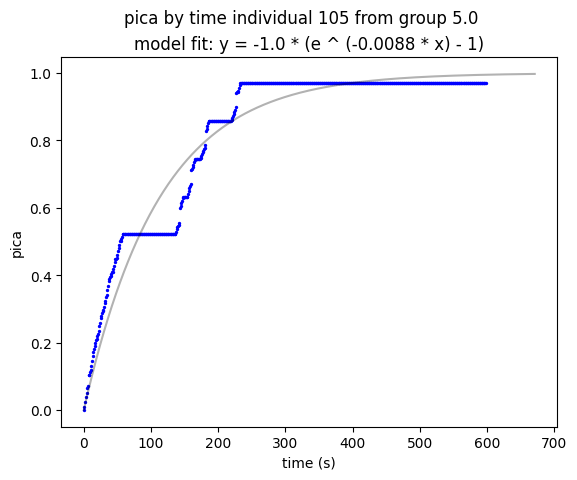 pica by time individual 105 from group 5.0
model fit: y = -1.0 * (e ^ (-0.0088 * x) - 1)
1.0
0.8
0.6
0.4
0.2
0.0
pica
0 100 200 300 400 500 600 700
time (s)